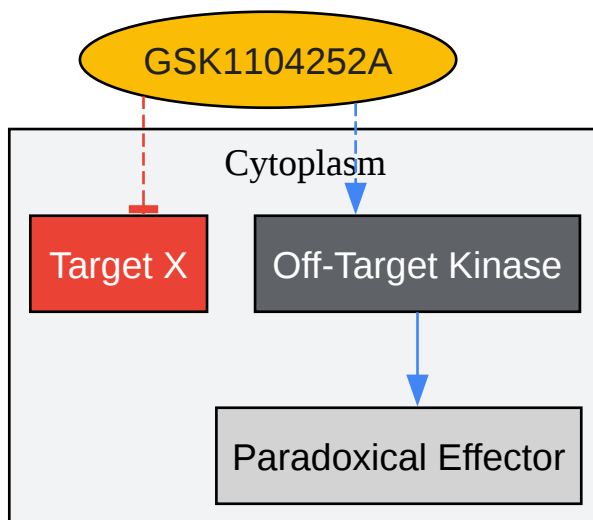 GSK1104252A
Cytoplasm
Target X
Off-Target Kinase
Paradoxical Effector